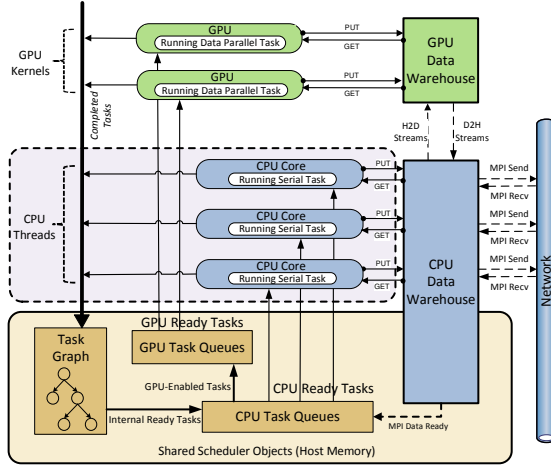 GPU
Kernels
Completed
Tasks
GPU
Running Data Parallel Task
PUT
GET
GPU
Running Data Parallel Task
PUT
GET
GPU
Data
Warehouse
H2D
Streams
D2H
Streams
CPU
Threads
CPU Core
Running Serial Task
PUT
GET
CPU Core
Running Serial Task
PUT
GET
CPU Core
Running Serial Task
PUT
GET
CPU
Data
Warehouse
MPI Send
MPI Recv
MPI Send
MPI Recv
MPI Send
MPI Recv
Network
Task
Graph
GPU Ready Tasks
GPU Task Queues
GPU-Enabled Tasks
CPU Ready Tasks
Internal Ready Tasks
CPU Task Queues
MPI Data Ready
Shared Scheduler Objects (Host Memory)